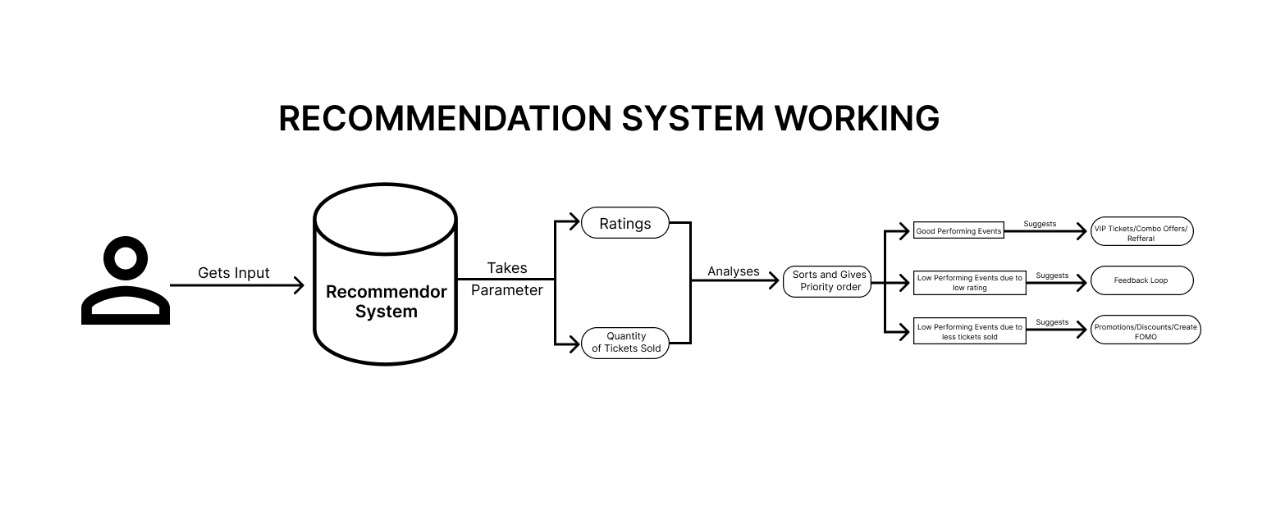 RECOMMENDATION SYSTEM WORKING
Gets Input
Recommendor
System
Takes
Parameter
Ratings
Quantity
of Tickets Sold
Analyses
Sorts and Gives
Priority order
Good Performing Events
Suggests
VIP Tickets/Combo Offers/
Refferal
Low Performing Events due to
low rating
Suggests
Feedback Loop
Low Performing Events due to
less tickets sold
Suggests
Promotions/Discounts/Create
FOMO